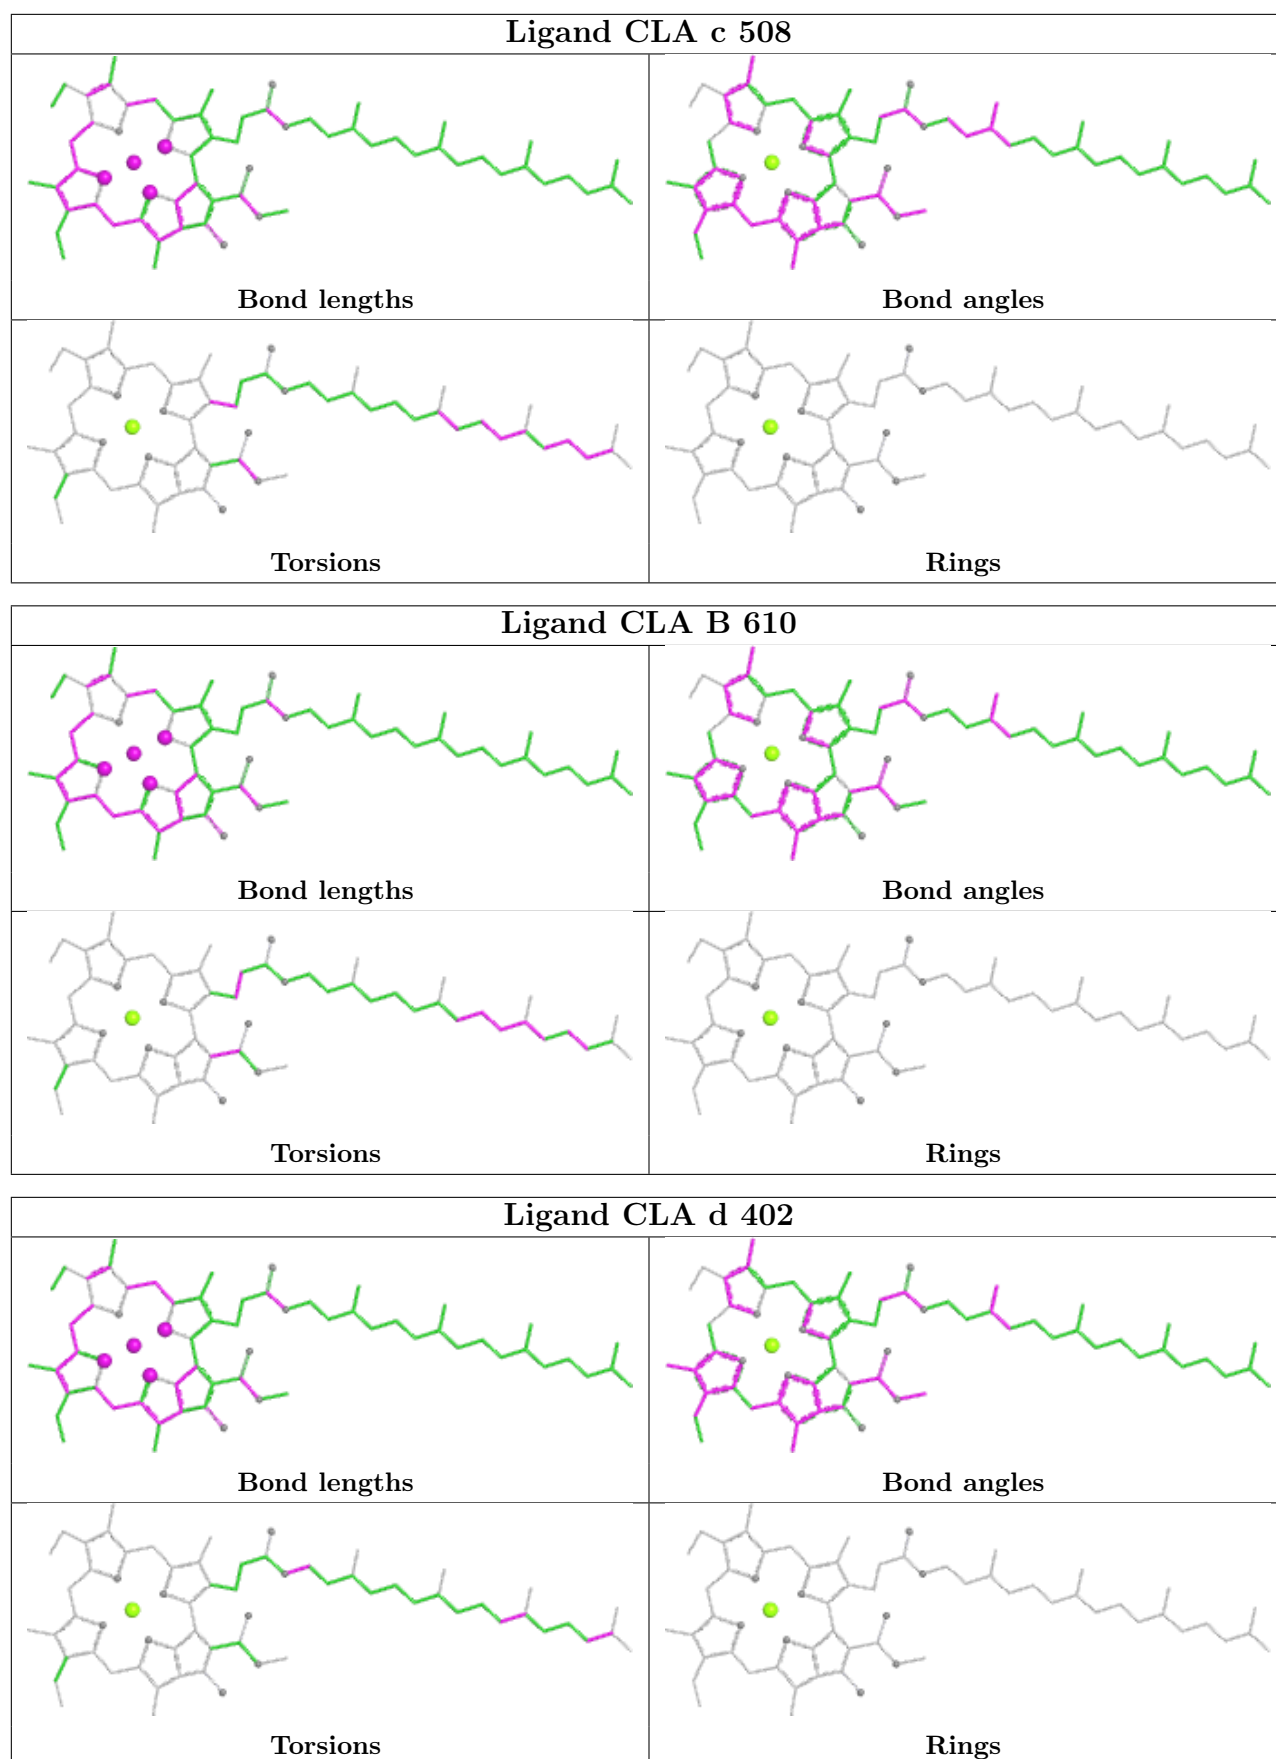 Ligand CLA c 508
Bond lengths
Bond angles
Torsions
Rings
Ligand CLA B 610
Bond lengths
Bond angles
Torsions
Rings
Ligand CLA d 402
Bond lengths
Bond angles
Torsions
Rings